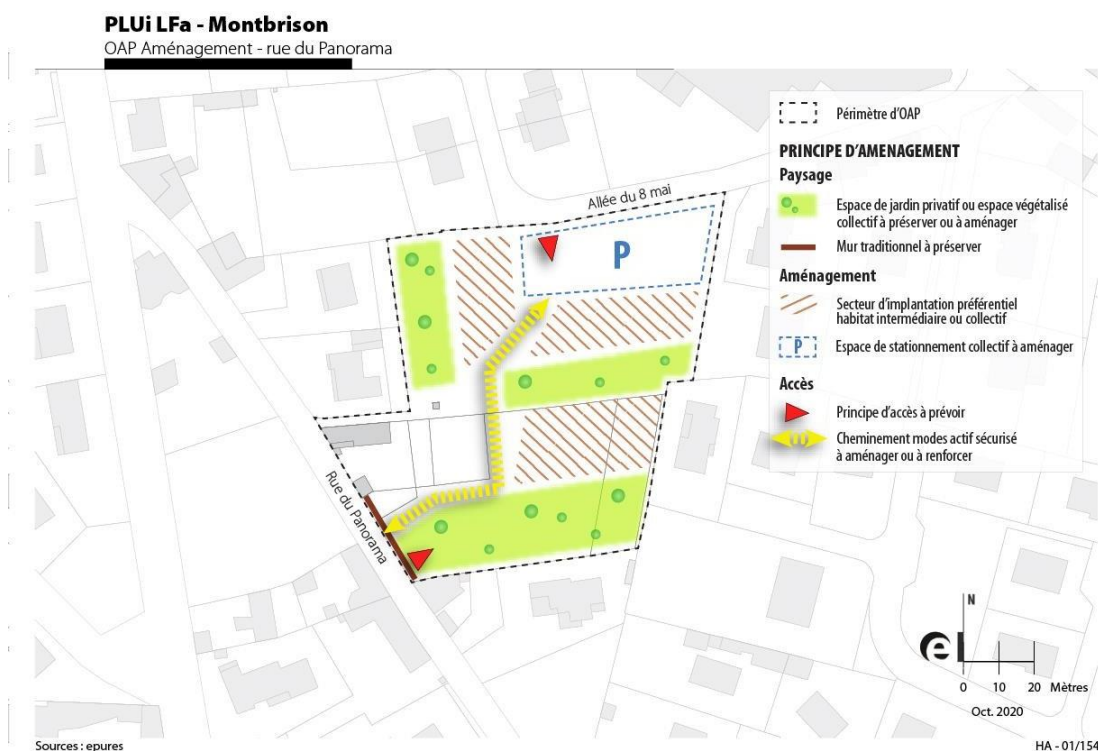 PLUi LFa - Montbrison
OAP Aménagement - rue du Panorama
Allée du 8 mai
P
Rue du Panorama
Périmètre d'OAP
PRINCIPE D'AMENAGEMENT
Paysage
Espace de jardin privatif ou espace végétalisé
collectif à préserver ou à aménager
Mur traditionnel à préserver
Aménagement
Secteur d'implantation préférentiel
habitat intermédiaire ou collectif
P
Espace de stationnement collectif à aménager
Accès
Principe d'accès à prévoir
Cheminement modes actif sécurisé
à aménager ou à renforcer
N
e
0 10 20 Mètres
Oct. 2020
Sources : epures
HA - 01/154